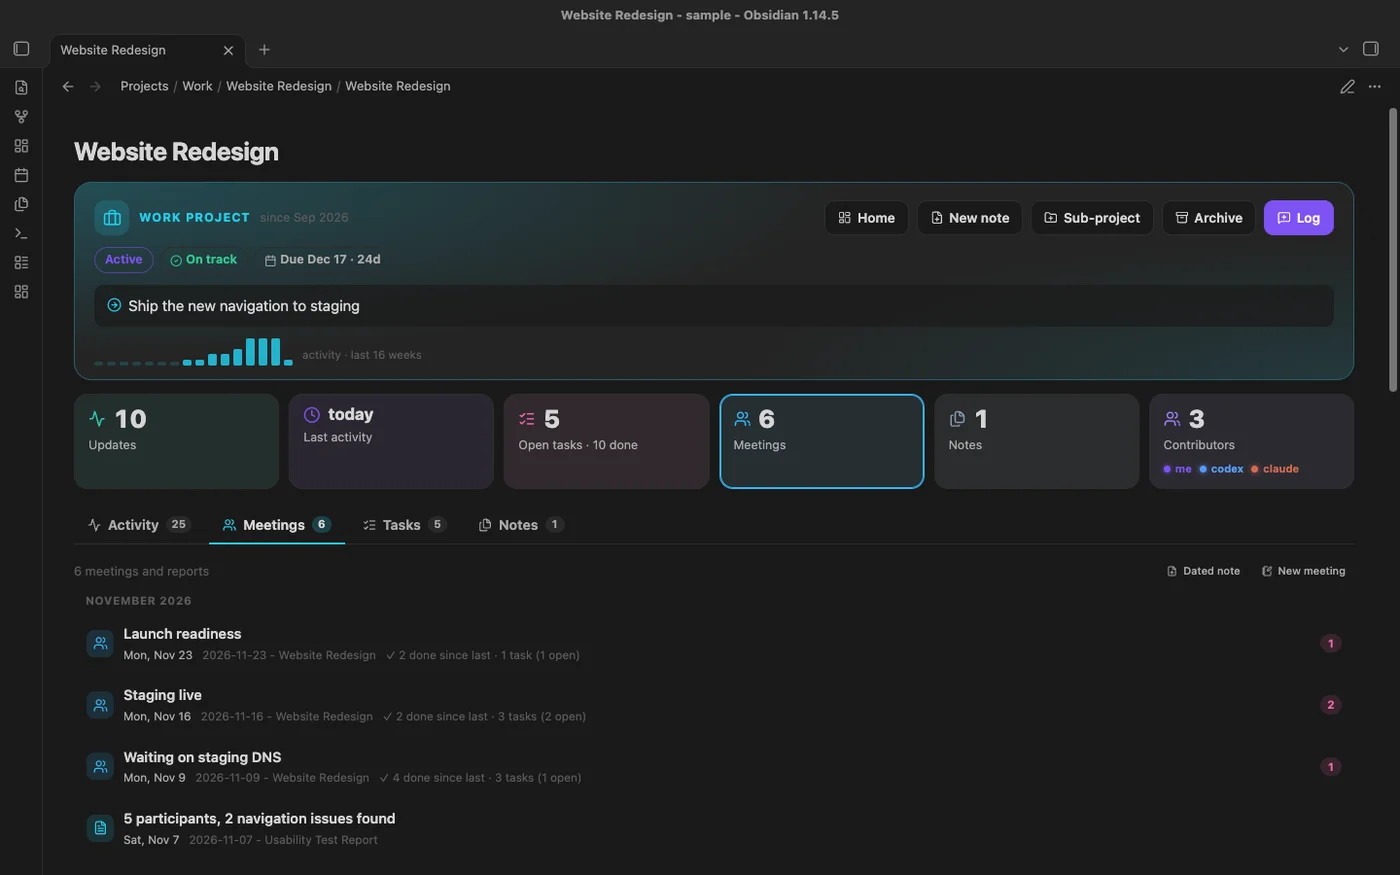 Website Redesign - sample - Obsidian 1.14.5
Website Redesign
Projects / Work / Website Redesign / Website Redesign
Website Redesign
WORK PROJECT since Sep 2026
Home New note Sub-project Archive Log
Active On track Due Dec 17 · 24d
Ship the new navigation to staging
activity · last 16 weeks
10
Updates
today
Last activity
5
Open tasks · 10 done
6
Meetings
1
Notes
3
Contributors
me codex claude
Activity 25 Meetings 6 Tasks 5 Notes 1
6 meetings and reports Dated note New meeting
NOVEMBER 2026
Launch readiness
Mon, Nov 23 2026-11-23 - Website Redesign ✓ 2 done since last · 1 task (1 open)
1
Staging live
Mon, Nov 16 2026-11-16 - Website Redesign ✓ 2 done since last · 3 tasks (2 open)
2
Waiting on staging DNS
Mon, Nov 9 2026-11-09 - Website Redesign ✓ 4 done since last · 3 tasks (1 open)
1
5 participants, 2 navigation issues found
Sat, Nov 7 2026-11-07 - Usability Test Report